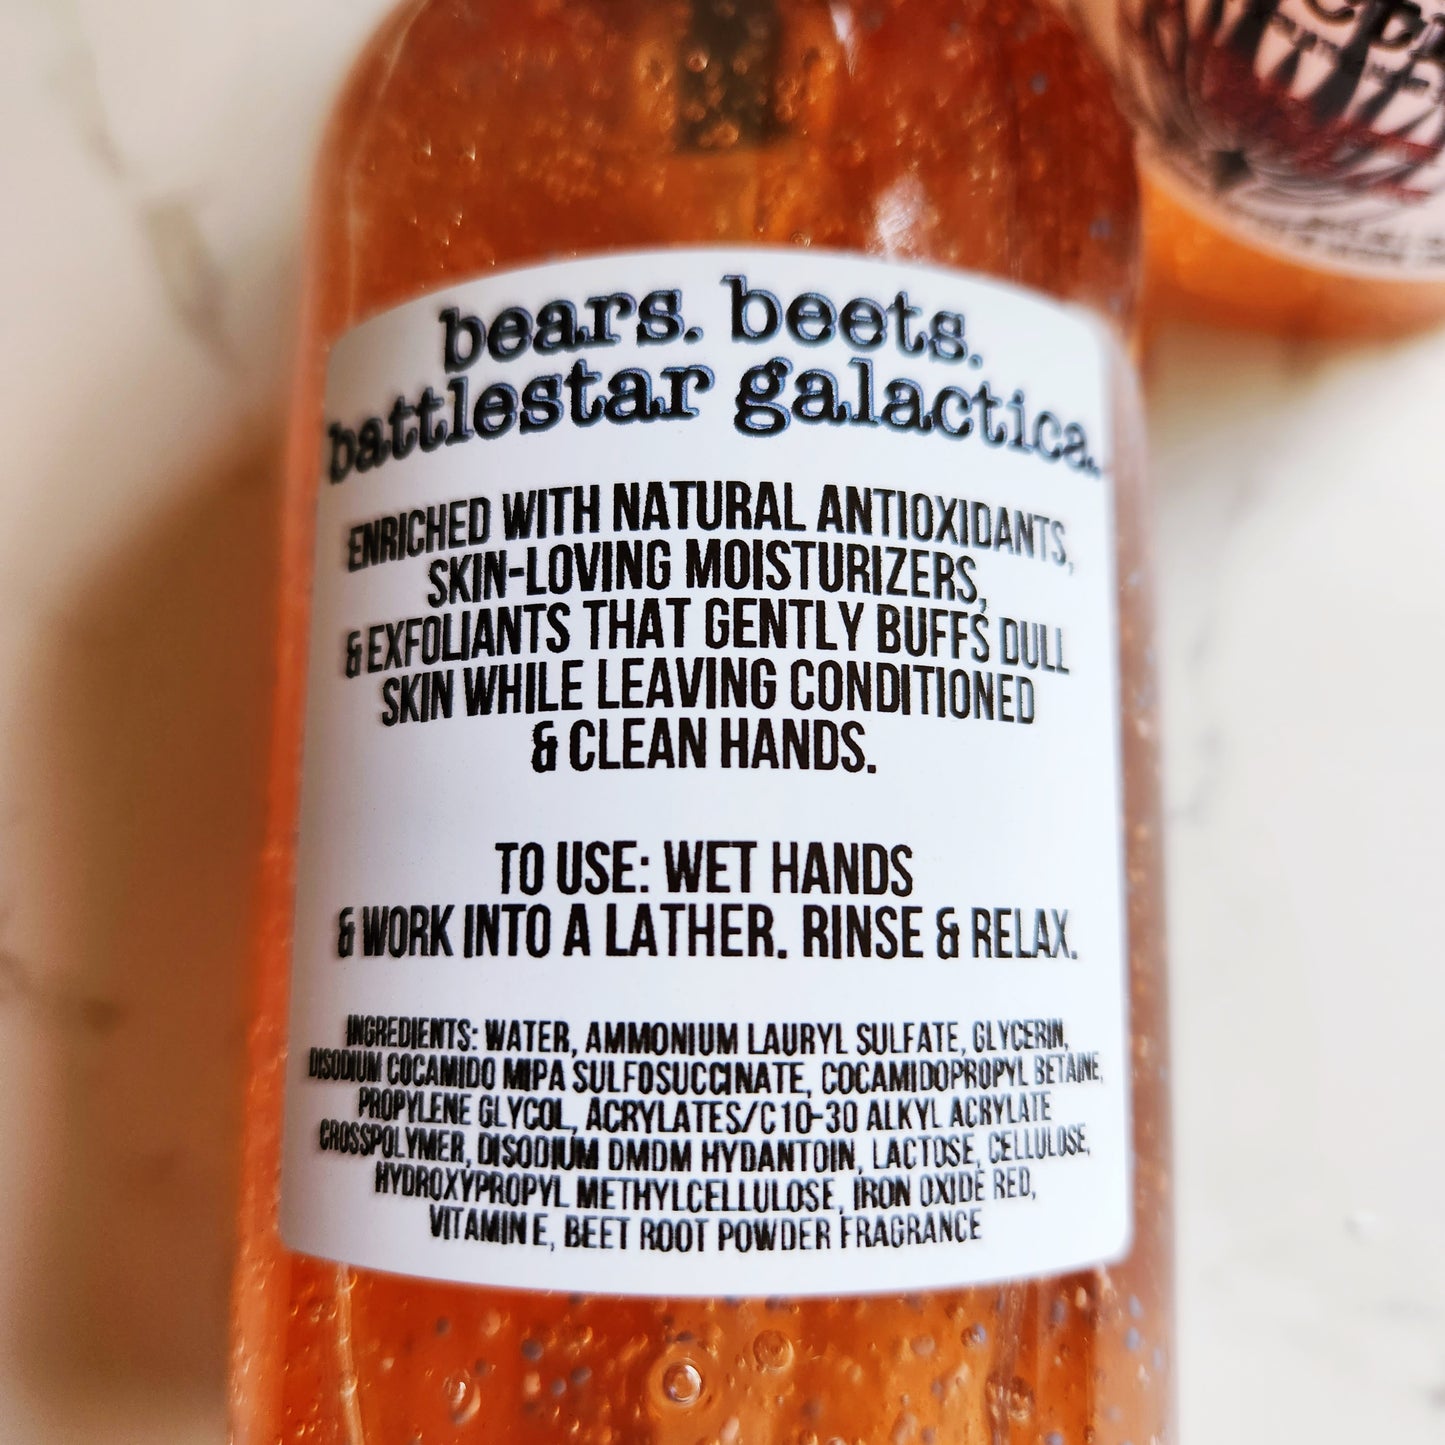 bears. beets.
battlestar galactica.
ENRICHED WITH NATURAL ANTIOXIDANTS,
SKIN-LOVING MOISTURIZERS,
& EXFOLIANTS THAT GENTLY BUFFS DULL
SKIN WHILE LEAVING CONDITIONED
& CLEAN HANDS.
TO USE: WET HANDS
& WORK INTO A LATHER. RINSE & RELAX.
INGREDIENTS: WATER, AMMONIUM LAURYL SULFATE, GLYCERIN,
DISODIUM COCAMIDO MIPA SULFOSUCCINATE, COCAMIDOPROPYL BETAINE,
PROPYLENE GLYCOL, ACRYLATES/C10-30 ALKYL ACRYLATE
CROSSPOLYMER, DISODIUM DMDM HYDANTOIN, LACTOSE, CELLULOSE,
HYDROXYPROPYL METHYLCELLULOSE, IRON OXIDE RED,
VITAMIN E, BEET ROOT POWDER FRAGRANCE